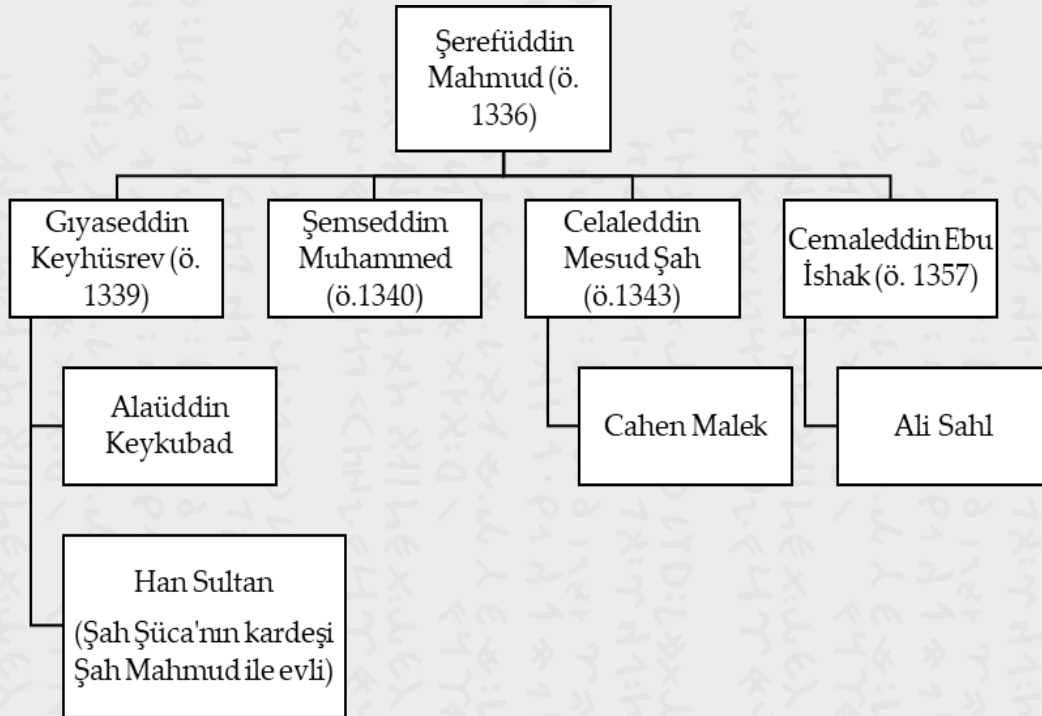 Şerefüddin
Mahmud (ö.
1336)
Gıyaseddin
Keyhüsrev (ö.
1339)
Şemseddim
Muhammed
(ö.1340)
Celaleddin
Mesud Şah
(ö.1343)
Cemaleddin Ebu
İshak (ö. 1357)
Alaüddin
Keykubad
Cahen Malek
Ali Sahl
Han Sultan
(Şah Şüca'nın kardeşi
Şah Mahmud ile evli)